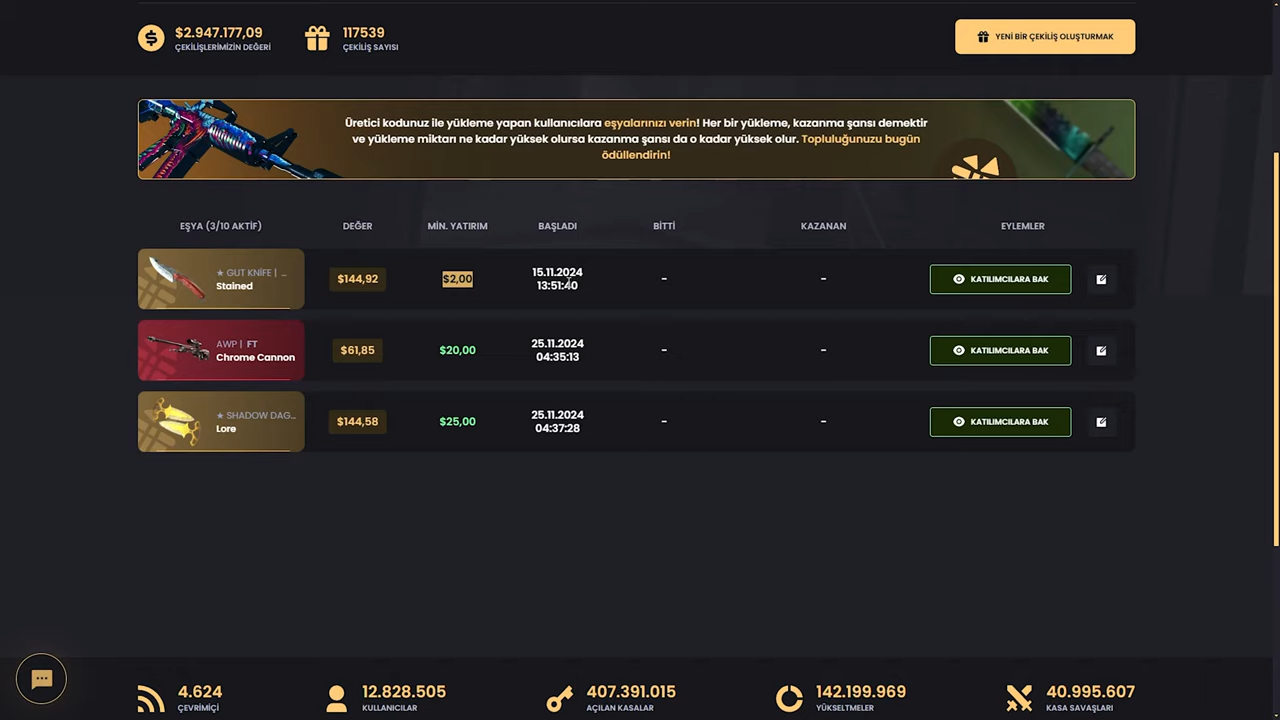 $2.947.177,09
ÇEKİLİŞLERİMİZİN DEĞERİ
117539
ÇEKİLİŞ SAYISI
YENİ BİR ÇEKİLİŞ OLUŞTURMAK
Üretici kodunuz ile yükleme yapan kullanıcılara eşyalarınızı verin! Her bir yükleme, kazanma şansı demektir
ve yükleme miktarı ne kadar yüksek olursa kazanma şansı da o kadar yüksek olur. Topluluğunuzu bugün
ödüllendirin!
EŞYA (3/10 AKTİF) DEĞER MİN. YATIRIM BAŞLADI BİTTİ KAZANAN EYLEMLER
★ GUT KNİFE | ...
Stained
$144,92
$2,00
15.11.2024
13:51:40
-
-
KATILIMCILARA BAK
AWP | FT
Chrome Cannon
$61,85
$20,00
25.11.2024
04:35:13
-
-
KATILIMCILARA BAK
★ SHADOW DAG...
Lore
$144,58
$25,00
25.11.2024
04:37:28
-
-
KATILIMCILARA BAK
4.624
ÇEVRİMİÇİ
12.828.505
KULLANICILAR
407.391.015
AÇILAN KASALAR
142.199.969
YÜKSELTMELER
40.995.607
KASA SAVAŞLARI